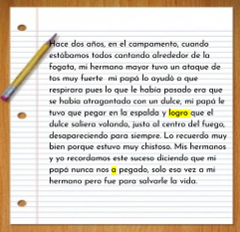 Hace dos años, en el campamento, cuando
estábamos todos cantando alrededor de la
fogata, mi hermano mayor tuvo un ataque de
tos muy fuerte mi papá lo ayudó a que
respirara pues lo que le había pasado era que
se había atragantado con un dulce, mi papá le
tuvo que pegar en la espalda y logro que el
dulce saliera volando, justo al centro del fuego,
desapareciendo para siempre. Lo recuerdo muy
bien porque estuvo muy chistoso. Mis hermanos
y yo recordamos este suceso diciendo que mi
papá nunca nos a pegado, solo esa vez a mi
hermano pero fue para salvarle la vida.